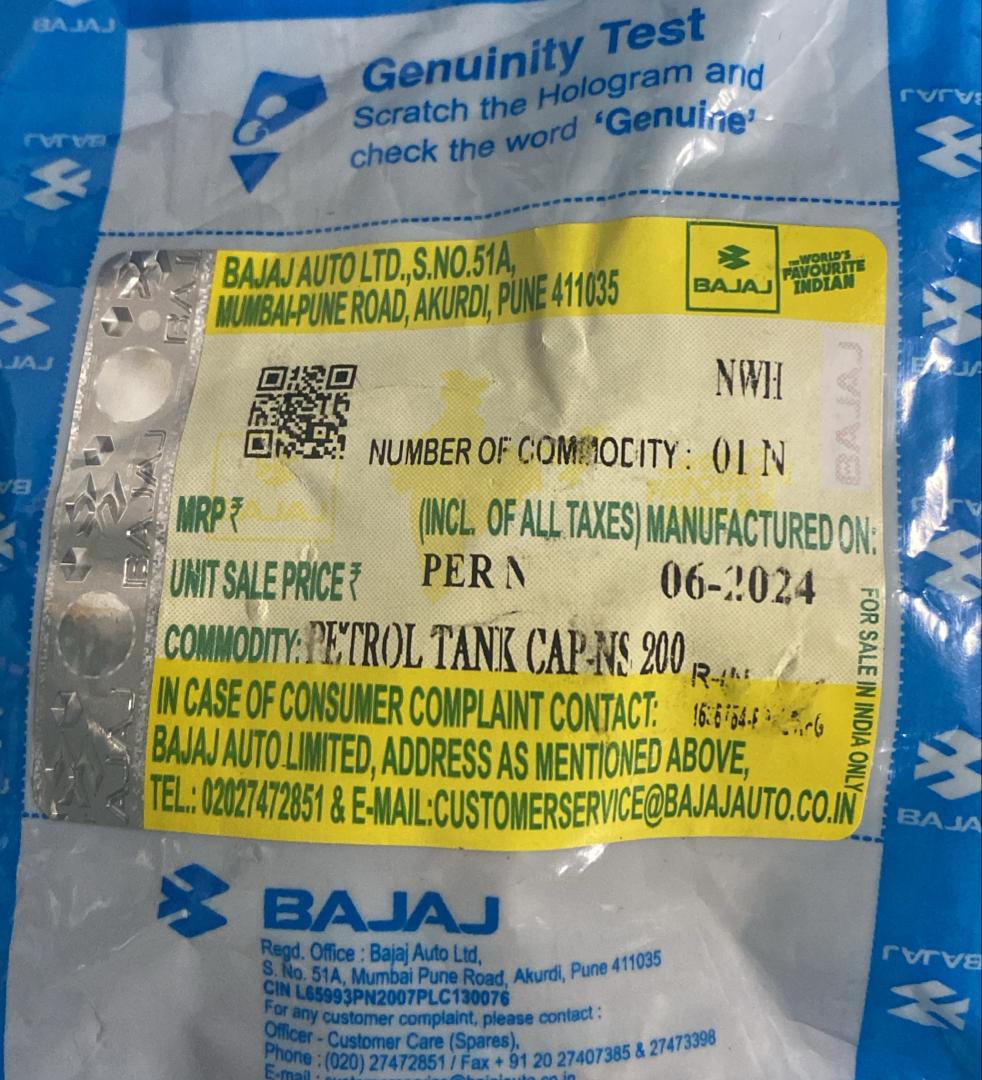 Genuinity Test
Scratch the Hologram and
check the word 'Genuine'
BAJAJ AUTO LTD.,S.NO.51A,
MUMBAI-PUNE ROAD, AKURDI, PUNE 411035
BAJAJ
THE WORLD'S
FAVOURITE
INDIAN
NWH
NUMBER OF COMMODITY: 01 N
MRP ₹ (INCL. OF ALL TAXES) MANUFACTURED ON:
UNIT SALE PRICE ₹ PER N 06-2024
COMMODITY: PETROL TANK CAP-NS 200
FOR SALE IN INDIA ONLY
IN CASE OF CONSUMER COMPLAINT CONTACT:
BAJAJ AUTO LIMITED, ADDRESS AS MENTIONED ABOVE,
TEL.: 02027472851 & E-MAIL:CUSTOMERSERVICE@BAJAJAUTO.CO.IN
BAJAJ
Regd. Office : Bajaj Auto Ltd,
S. No. 51A, Mumbai Pune Road, Akurdi, Pune 411035
CIN L65993PN2007PLC130076
For any customer complaint, please contact :
Officer - Customer Care (Spares),
Phone : (020) 27472851 / Fax + 91 20 27407385 & 27473398
E-mail :